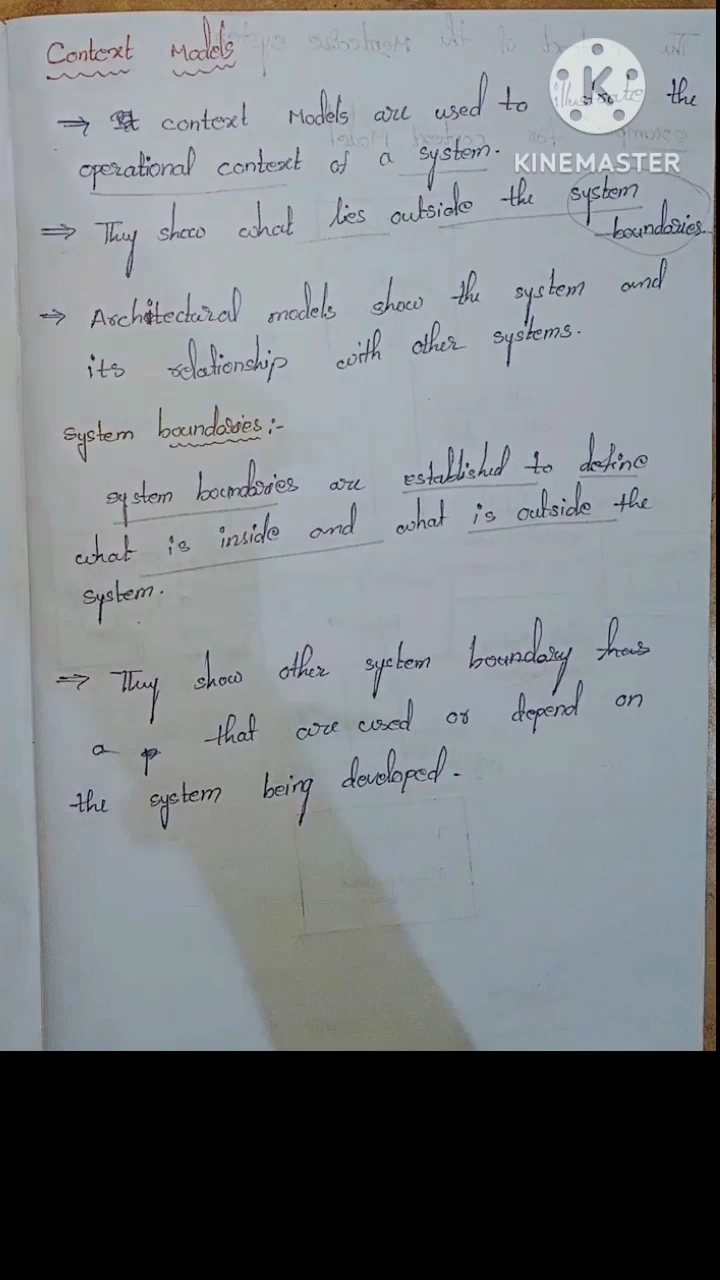 Context Models
⇒ context Models are used to illustrate the
operational context of a system.
KINEMASTER
⇒ They show what lies outside the system
boundaries.
⇒ Architectural models show the system and
its relationship with other systems.
system boundaries :-
system boundaries are established to define
what is inside and what is outside the
system.
⇒ They show other system boundary has
a p that are used or depend on
the system being developed.